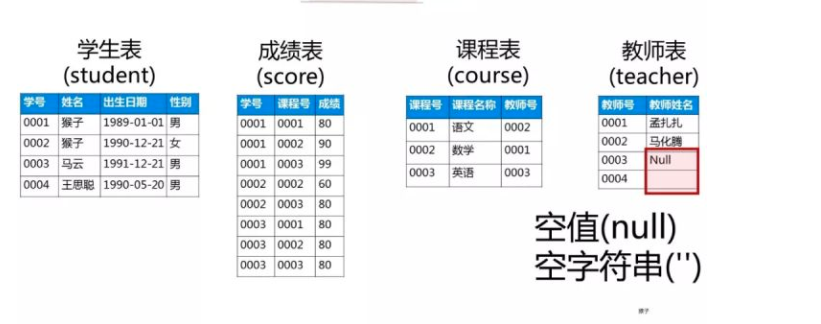 学生表
(student)
学号 姓名 出生日期 性别
0001 猴子 1989-01-01 男
0002 猴子 1990-12-21 女
0003 马云 1991-12-21 男
0004 王思聪 1990-05-20 男
成绩表
(score)
学号 课程号 成绩
0001 0001 80
0001 0002 90
0001 0003 99
0002 0002 60
0002 0003 80
0003 0001 80
0003 0002 80
0003 0003 80
课程表
(course)
课程号 课程名称 教师号
0001 语文 0002
0002 数学 0001
0003 英语 0003
教师表
(teacher)
教师号 教师姓名
0001 孟扎扎
0002 马化腾
0003 Null
0004
空值(null)
空字符串('')